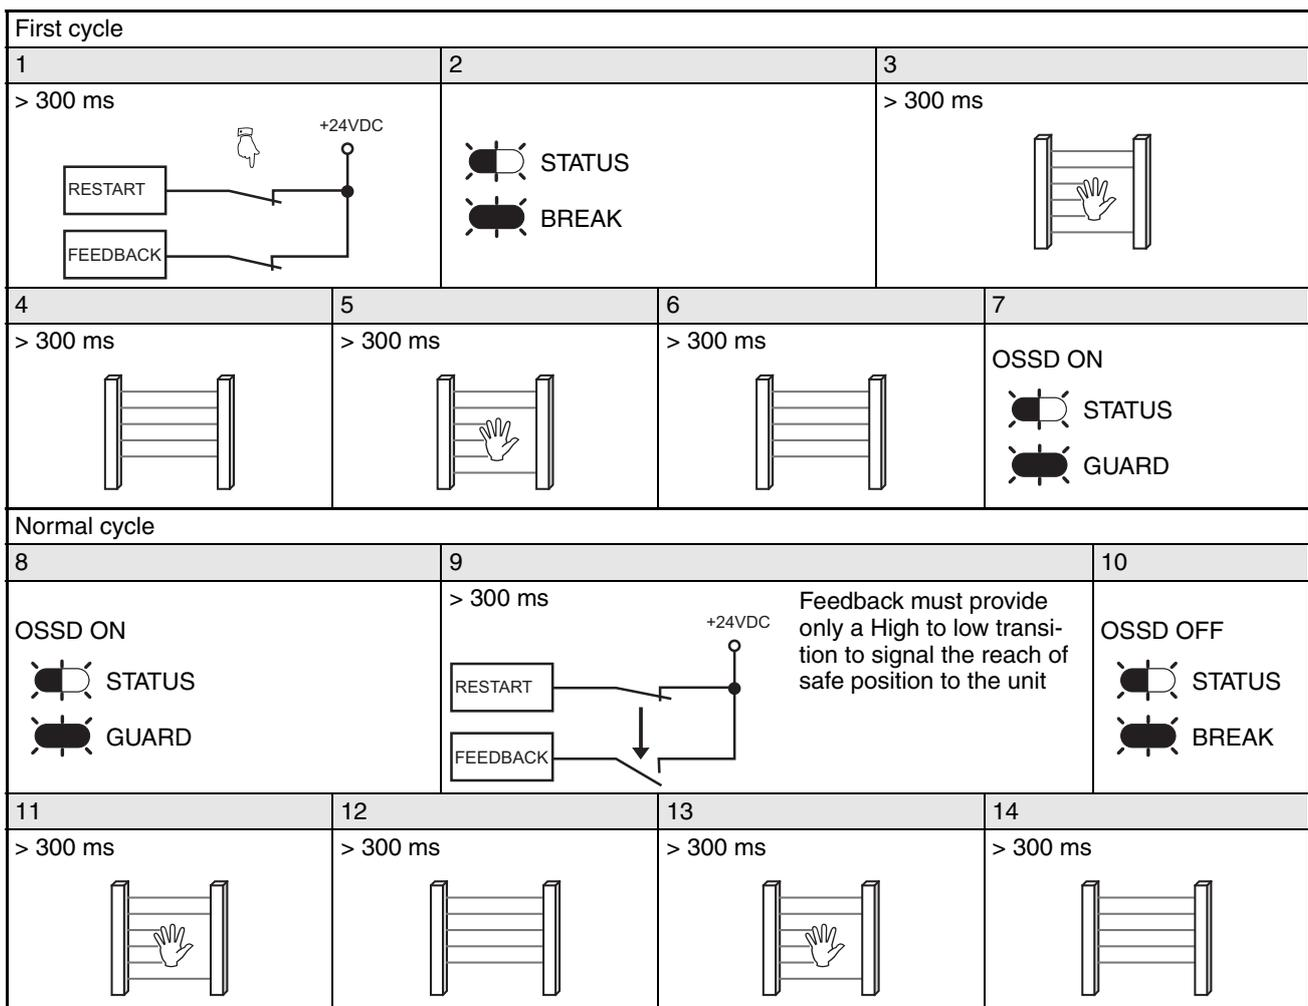 First cycle
1
2
3
> 300 ms
+24VDC
RESTART
FEEDBACK
STATUS
BREAK
> 300 ms
4
5
6
7
> 300 ms
> 300 ms
> 300 ms
OSSD ON
STATUS
GUARD
Normal cycle
8
9
10
OSSD ON
STATUS
GUARD
> 300 ms
+24VDC
RESTART
FEEDBACK
Feedback must provide
only a High to low transi-
tion to signal the reach of
safe position to the unit
OSSD OFF
STATUS
BREAK
11
12
13
14
> 300 ms
> 300 ms
> 300 ms
> 300 ms